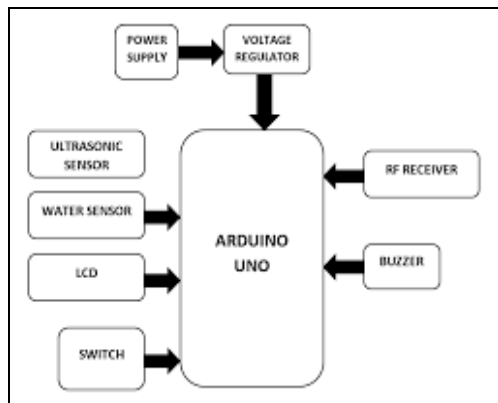 POWER
SUPPLY
VOLTAGE
REGULATOR
ULTRASONIC
SENSOR
WATER SENSOR
LCD
SWITCH
ARDUINO
UNO
RF RECEIVER
BUZZER